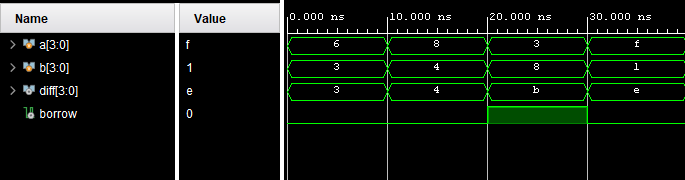 Name Value 0.000 ns 10.000 ns 20.000 ns 30.000 ns
a[3:0] f 6 8 3 f
b[3:0] 1 3 4 8 1
diff[3:0] e 3 4 b e
borrow 0